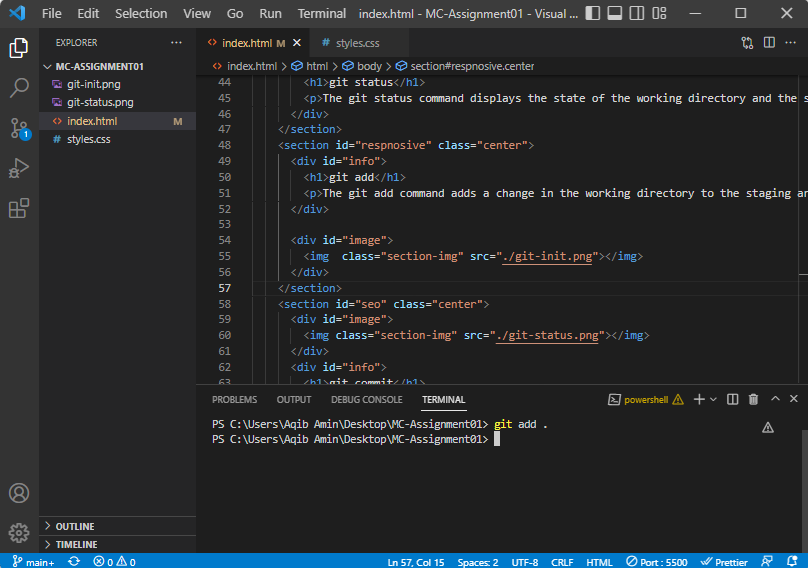 File Edit Selection View Go Run Terminal index.html - MC-Assignment01 - Visual ...
EXPLORER ...
MC-ASSIGNMENT01
git-init.png
git-status.png
index.html M
styles.css
OUTLINE
TIMELINE
1
index.html M
styles.css
index.html > html > body > section#respnosive.center
44 <h1>git status</h1>
45 <p>The git status command displays the state of the working directory and the s
46 </div>
47 </section>
48 <section id="respnosive" class="center">
49 <div id="info">
50 <h1>git add</h1>
51 <p>The git add command adds a change in the working directory to the staging ar
52 </div>
53
54 <div id="image">
55 <img  class="section-img" src="./git-init.png"></img>
56 </div>
57 </section>
58 <section id="seo" class="center">
59 <div id="image">
60 <img class="section-img" src="./git-status.png"></img>
61 </div>
62 <div id="info">
63 <h1>git commit</h1>
PROBLEMS OUTPUT DEBUG CONSOLE TERMINAL powershell
PS C:\Users\Aqib Amin\Desktop\MC-Assignment01> git add .
PS C:\Users\Aqib Amin\Desktop\MC-Assignment01>
main+ 0 0 Ln 57, Col 15 Spaces: 2 UTF-8 CRLF HTML Port : 5500 Prettier